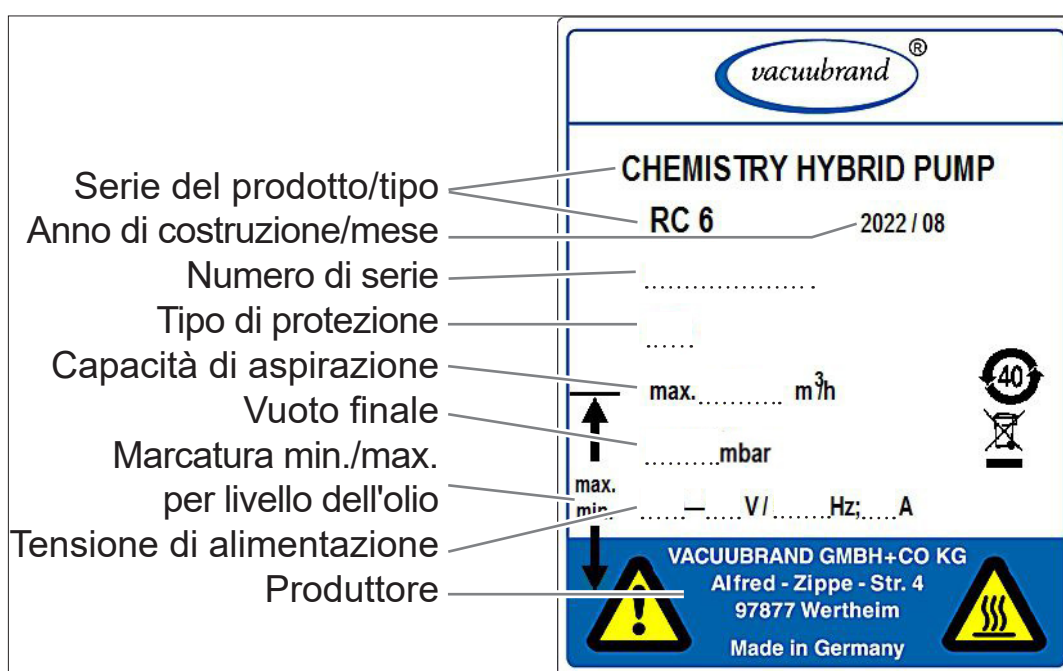 vacuubrand ®
Serie del prodotto/tipo
Anno di costruzione/mese
Numero di serie
Tipo di protezione
Capacità di aspirazione
Vuoto finale
Marcatura min./max.
per livello dell'olio
Tensione di alimentazione
Produttore
CHEMISTRY HYBRID PUMP
RC 6 2022 / 08
....................
......
max. .......... m³/h
40
.........mbar
max.
min.
......—....V / .......Hz;....A
VACUUBRAND GMBH+CO KG
Alfred - Zippe - Str. 4
97877 Wertheim
Made in Germany